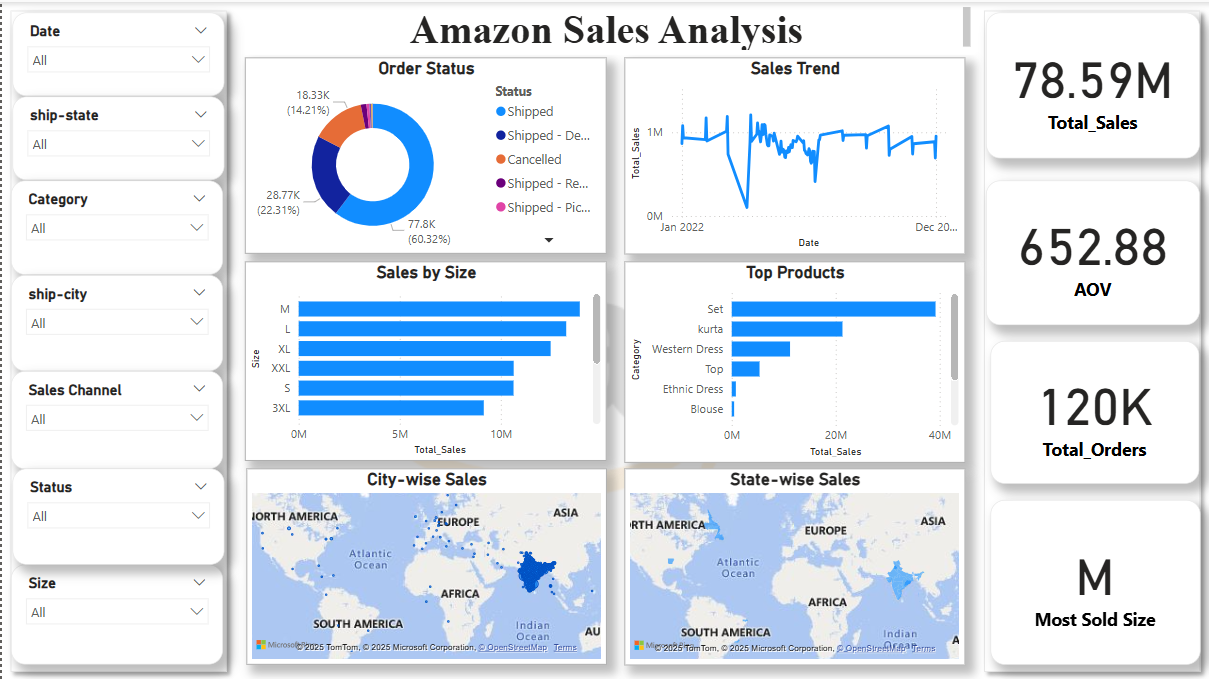 Amazon Sales Analysis
Date
All
ship-state
All
Category
All
ship-city
All
Sales Channel
All
Status
All
Size
All
Order Status
18.33K
(14.21%)
28.77K
(22.31%)
77.8K
(60.32%)
Status
Shipped
Shipped - De...
Cancelled
Shipped - Re...
Shipped - Pic...
Sales Trend
Total_Sales
1M
0M
Jan 2022
Dec 20...
Date
Sales by Size
Size
M
L
XL
XXL
S
3XL
0M
5M
10M
Total_Sales
Top Products
Category
Set
kurta
Western Dress
Top
Ethnic Dress
Blouse
0M
20M
40M
Total_Sales
City-wise Sales
NORTH AMERICA
EUROPE
ASIA
Atlantic
Ocean
AFRICA
SOUTH AMERICA
Indian
Ocean
AU
© 2025 TomTom, © 2025 Microsoft Corporation, © OpenStreetMap Terms
State-wise Sales
RTH AMERICA
EUROPE
ASIA
Atlantic
Ocean
AFRICA
SOUTH AMERICA
Indian
Ocean
A
© 2025 TomTom, © 2025 Microsoft Corporation, © OpenStreetMap Terms
78.59M
Total_Sales
652.88
AOV
120K
Total_Orders
M
Most Sold Size